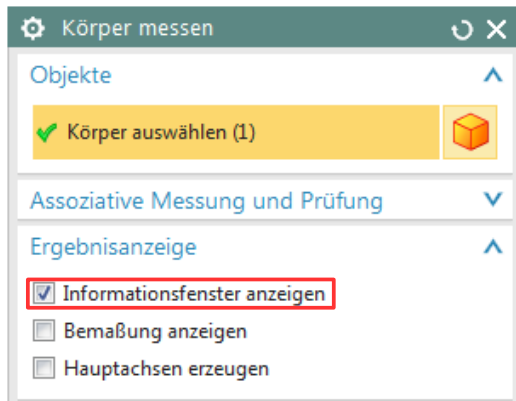 Körper messen
Objekte
Körper auswählen (1)
Assoziative Messung und Prüfung
Ergebnisanzeige
Informationsfenster anzeigen
Bemaßung anzeigen
Hauptachsen erzeugen